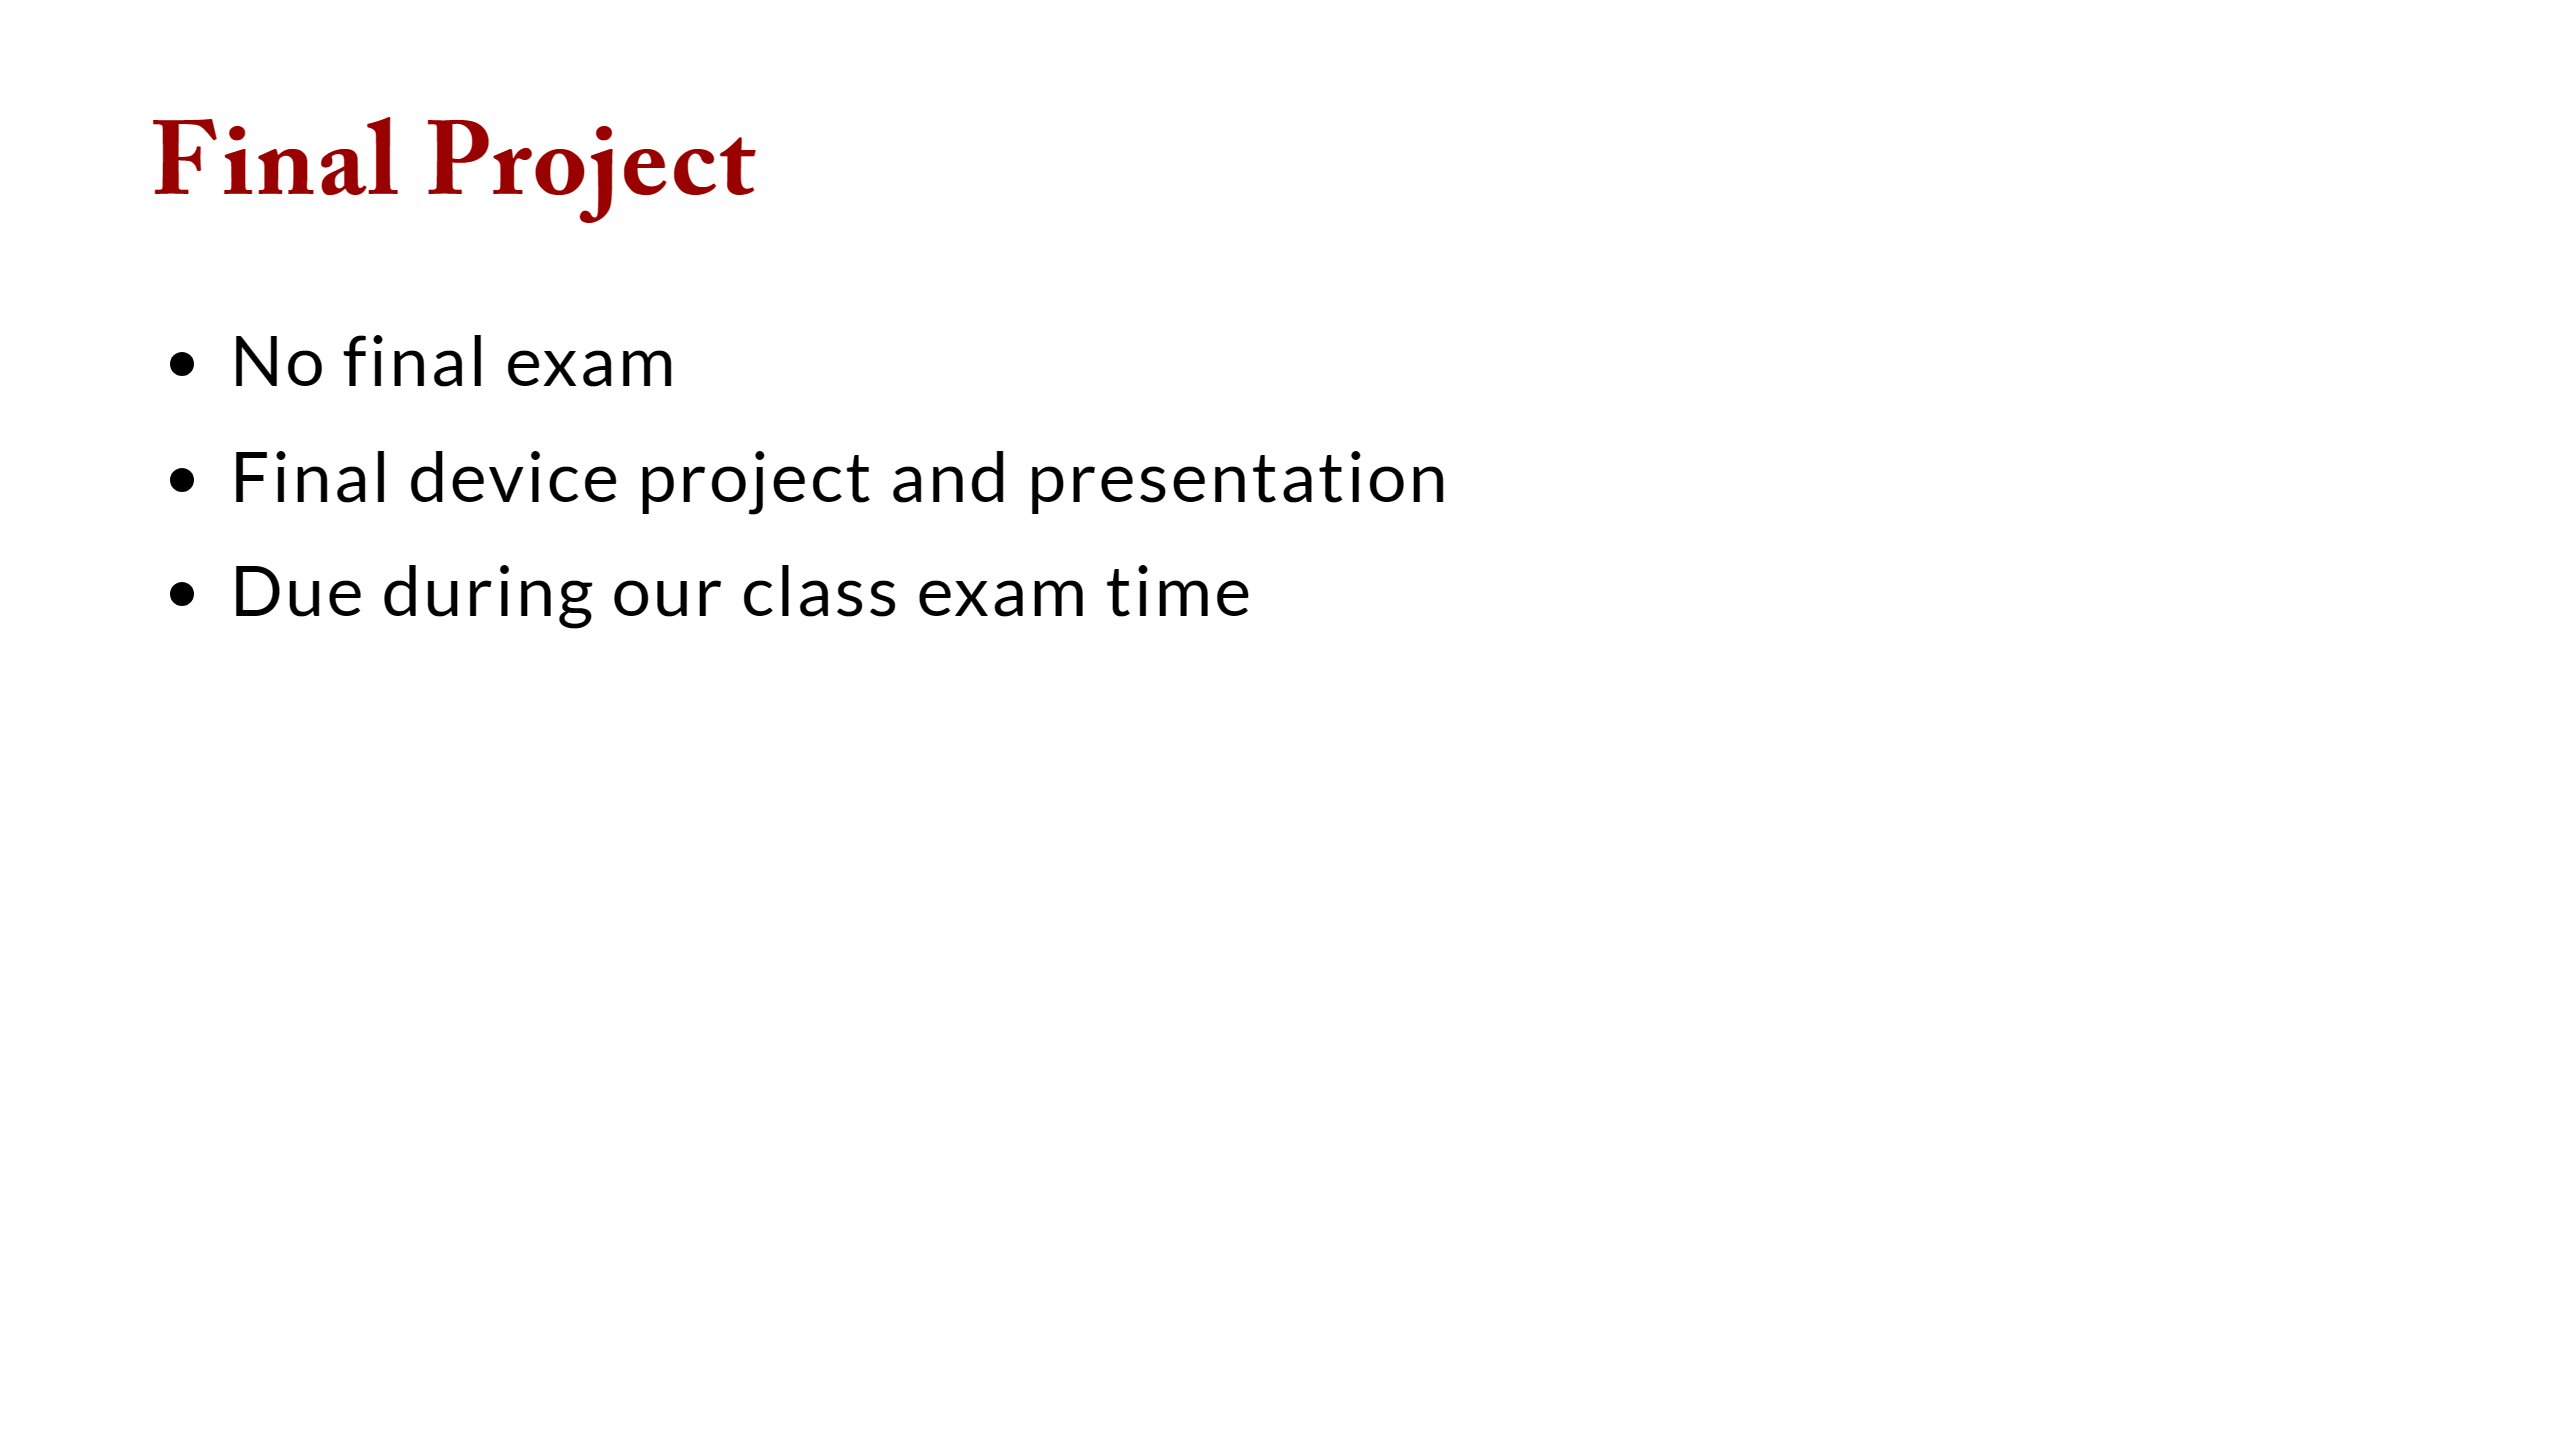 Final Project
• No final exam
• Final device project and presentation
• Due during our class exam time